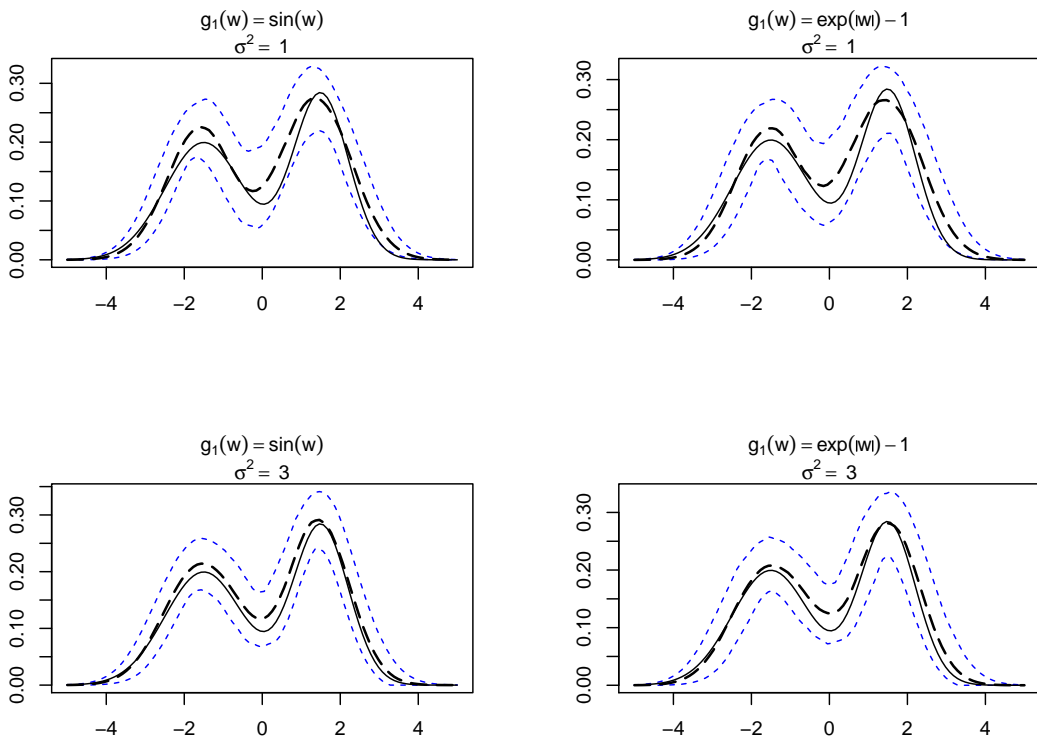 g₁(w) = sin(w)
σ² = 1
0.00 0.10 0.20 0.30
−4 −2 0 2 4
g₁(w) = exp(|w|) − 1
σ² = 1
0.00 0.10 0.20 0.30
−4 −2 0 2 4
g₁(w) = sin(w)
σ² = 3
0.00 0.10 0.20 0.30
−4 −2 0 2 4
g₁(w) = exp(|w|) − 1
σ² = 3
0.00 0.10 0.20 0.30
−4 −2 0 2 4